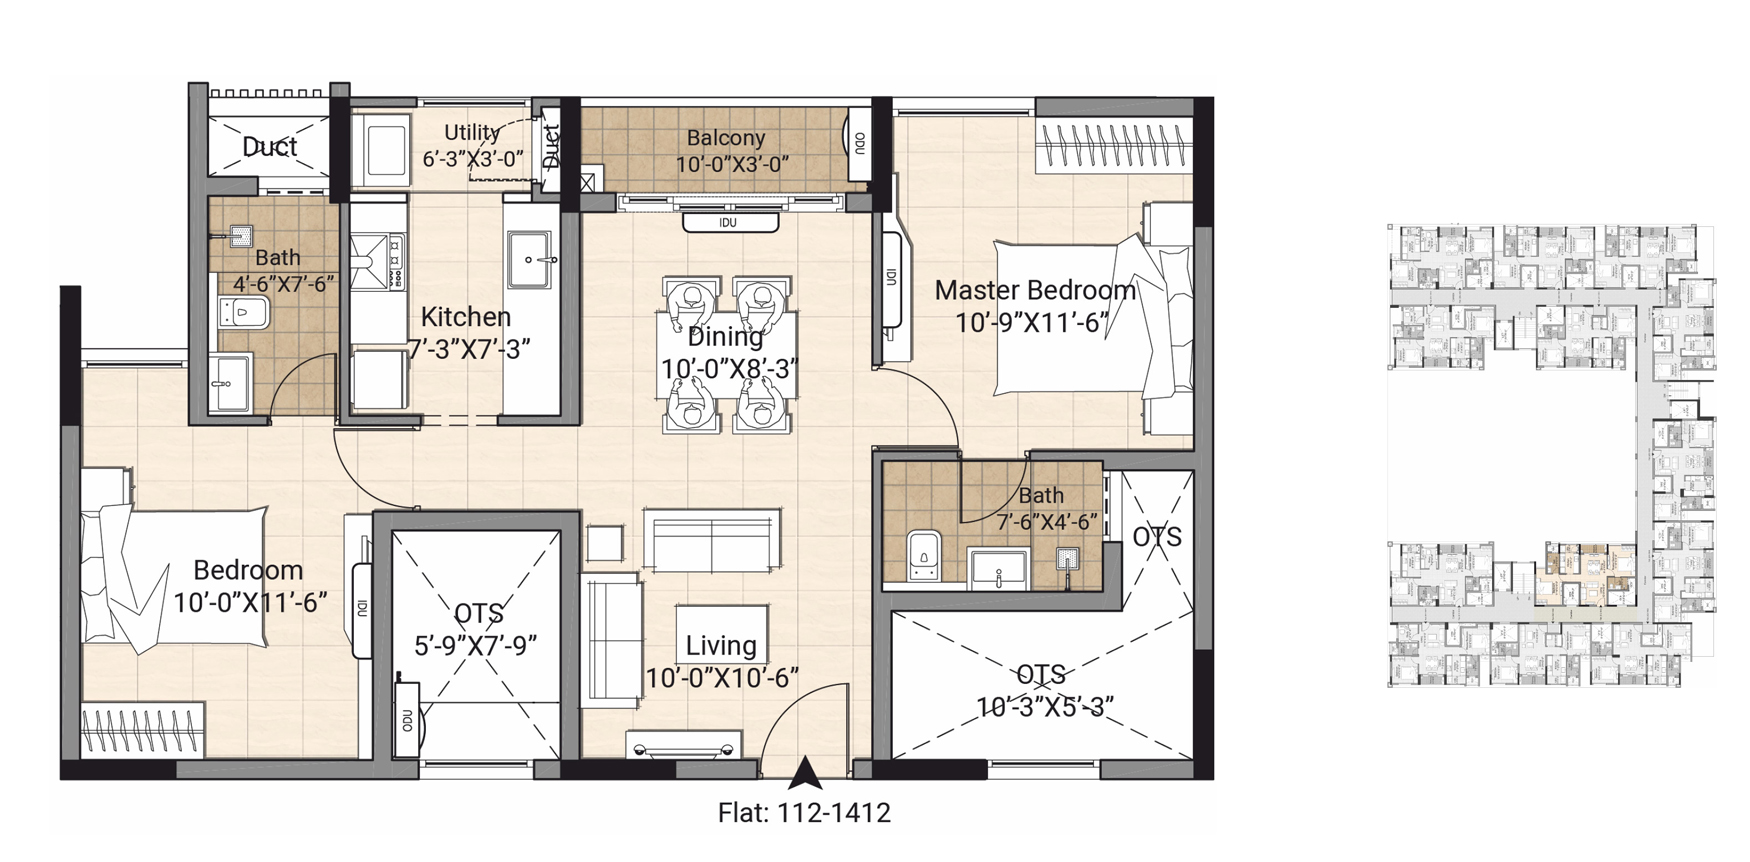 Duct
Utility
6'-3”X3'-0”
Duct
Balcony
10'-0”X3'-0”
ODU
IDU
Bath
4'-6”X7'-6”
Kitchen
7'-3”X7'-3”
Dining
10'-0”X8'-3”
IDU
Master Bedroom
10'-9”X11'-6”
Bath
7'-6”X4'-6”
OTS
Bedroom
10'-0”X11'-6”
IDU
OTS
5'-9”X7'-9”
ODU
Living
10'-0”X10'-6”
OTS
10'-3”X5'-3”
Flat: 112-1412